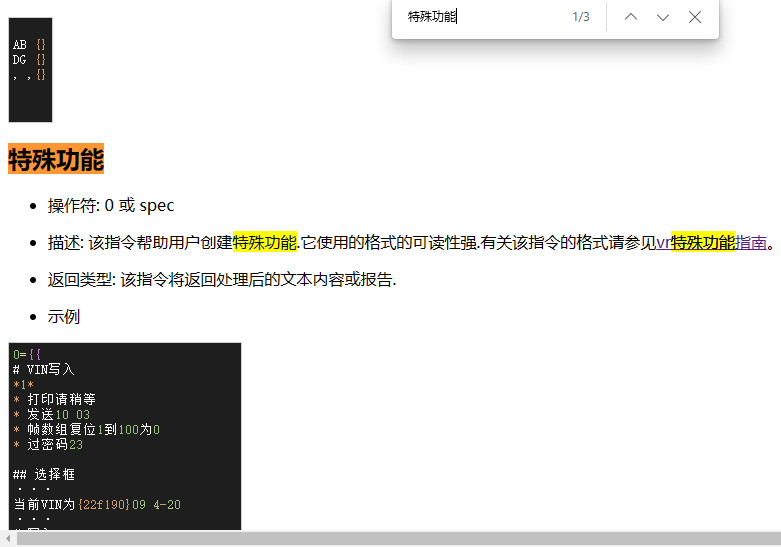 特殊功能 1/3
AB {}
DG {}
, ,{}
特殊功能
操作符: 0 或 spec
描述: 该指令帮助用户创建特殊功能.它使用的格式的可读性强.有关该指令的格式请参见vr特殊功能指南。
返回类型: 该指令将返回处理后的文本内容或报告.
示例
0={{
# VIN写入
*1*
* 打印请稍等
* 发送10 03
* 帧数组复位1到100为0
* 过密码23
## 选择框
···
当前VIN为{22f190}09 4-20
···